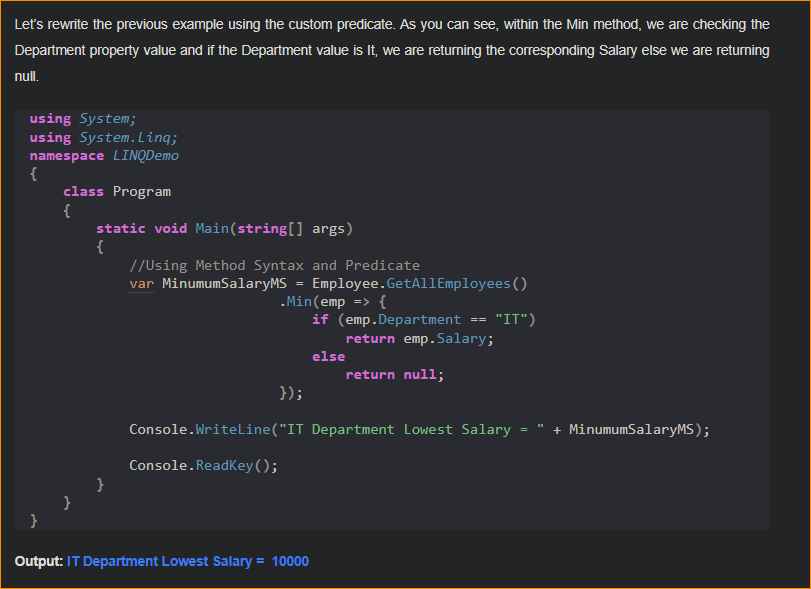 Let's rewrite the previous example using the custom predicate. As you can see, within the Min method, we are checking the
Department property value and if the Department value is It, we are returning the corresponding Salary else we are returning
null.
using System;
using System.Linq;
namespace LINQDemo
{
    class Program
    {
        static void Main(string[] args)
        {
            //Using Method Syntax and Predicate
            var MinumumSalaryMS = Employee.GetAllEmployees()
                              .Min(emp => {
                                  if (emp.Department == "IT")
                                      return emp.Salary;
                                  else
                                      return null;
                              });
            Console.WriteLine("IT Department Lowest Salary = " + MinumumSalaryMS);
            Console.ReadKey();
        }
    }
}
Output: IT Department Lowest Salary =  10000